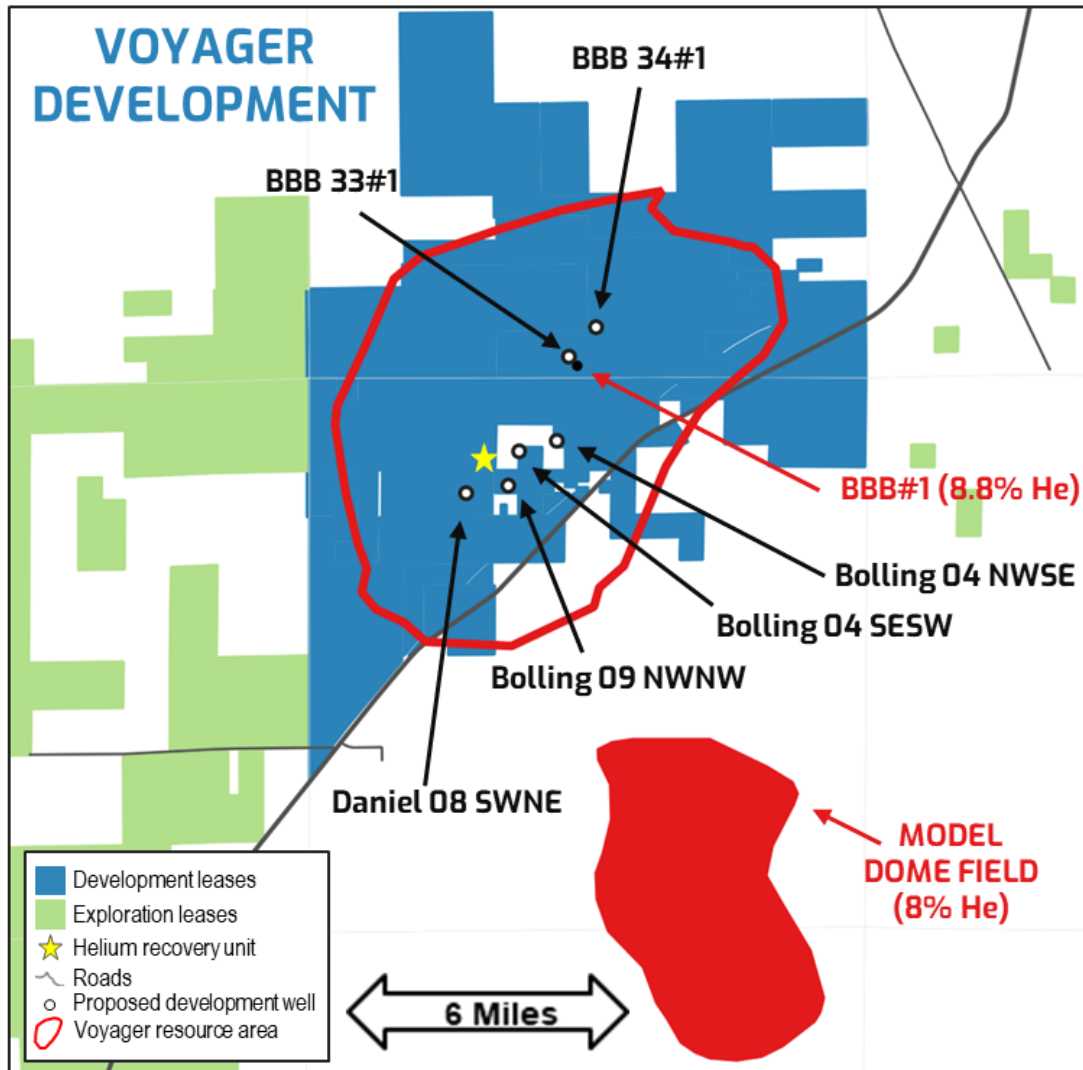 VOYAGER
DEVELOPMENT
BBB 34#1
BBB 33#1
BBB#1 (8.8% He)
Bolling 04 NWSE
Bolling 04 SESW
Bolling 09 NWNW
Daniel 08 SWNE
MODEL
DOME FIELD
(8% He)
Development leases
Exploration leases
Helium recovery unit
Roads
Proposed development well
Voyager resource area
6 Miles